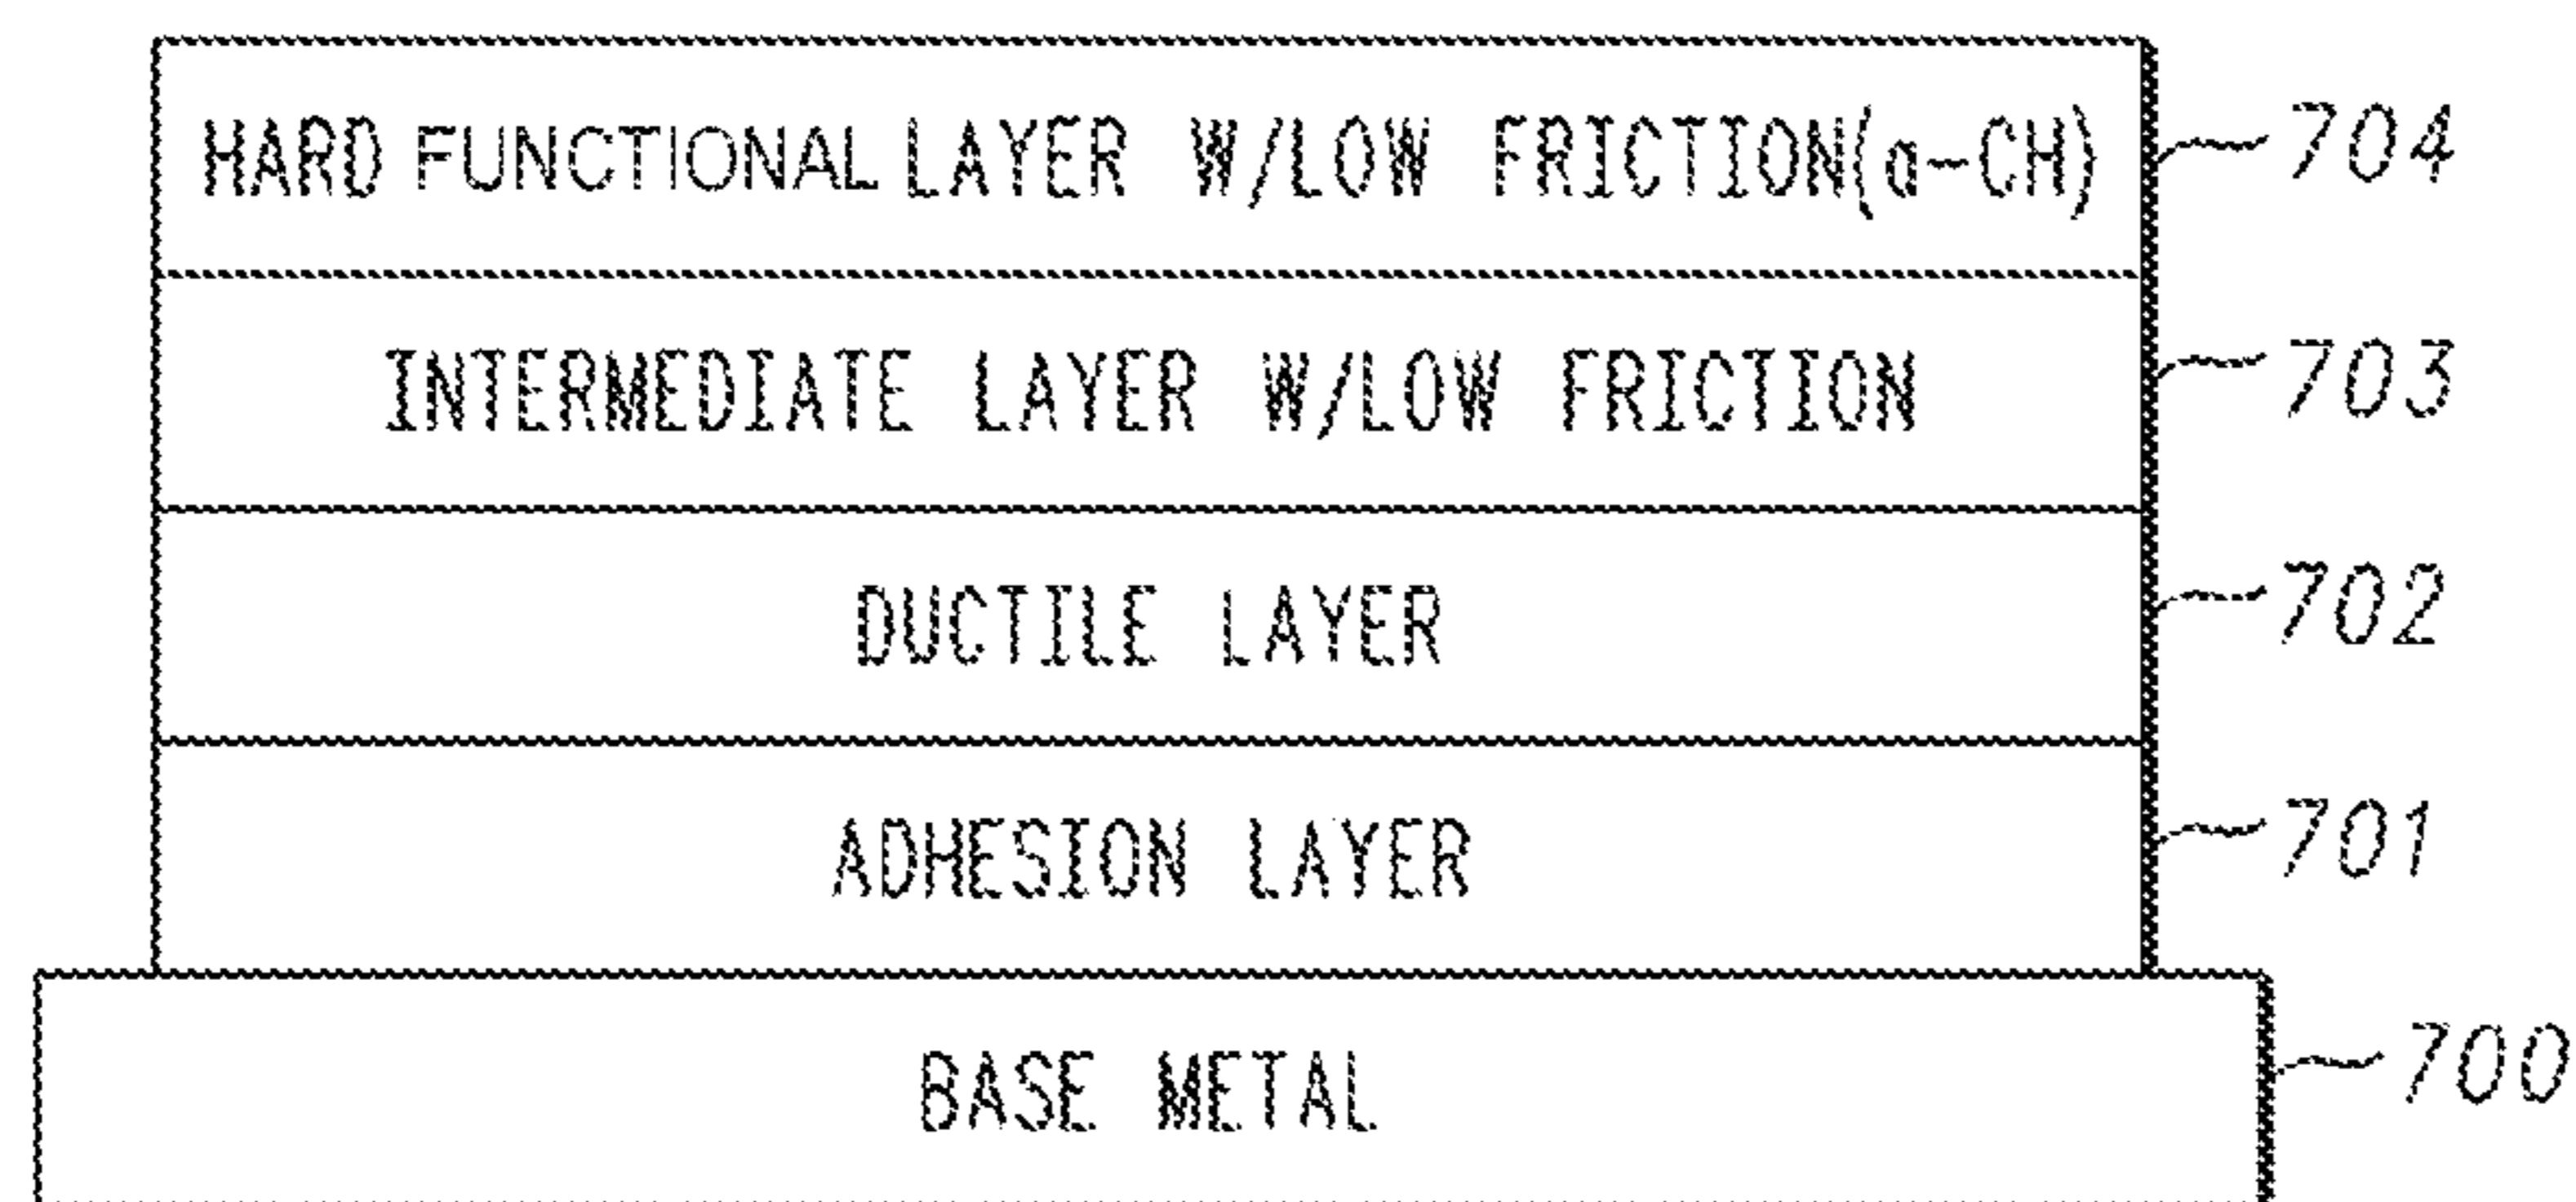 HARD FUNCTIONAL LAYER W/LOW FRICTION(a-CH) 704
INTERMEDIATE LAYER W/LOW FRICTION 703
DUCTILE LAYER 702
ADHESION LAYER 701
BASE METAL 700